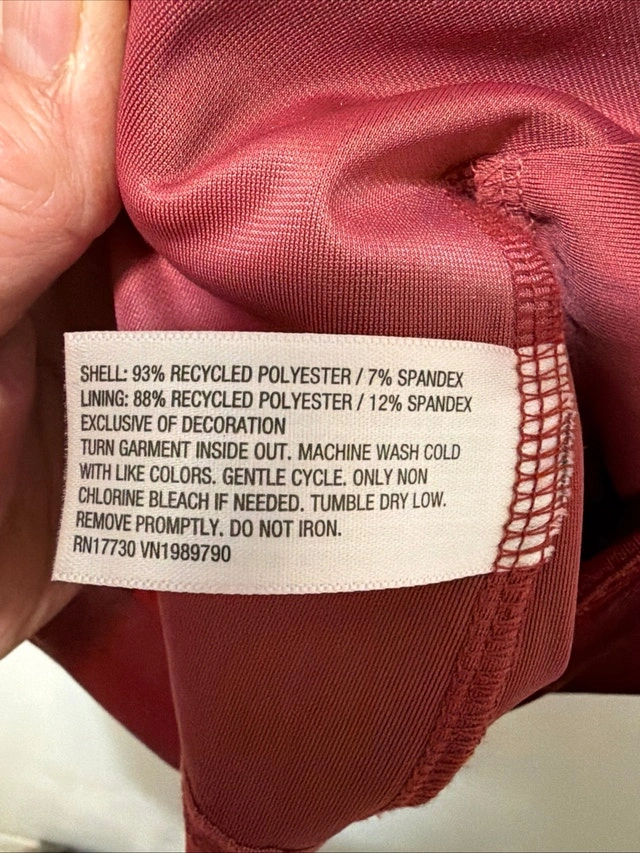 SHELL: 93% RECYCLED POLYESTER / 7% SPANDEX
LINING: 88% RECYCLED POLYESTER / 12% SPANDEX
EXCLUSIVE OF DECORATION
TURN GARMENT INSIDE OUT. MACHINE WASH COLD
WITH LIKE COLORS. GENTLE CYCLE. ONLY NON
CHLORINE BLEACH IF NEEDED. TUMBLE DRY LOW.
REMOVE PROMPTLY. DO NOT IRON.
RN17730 VN1989790